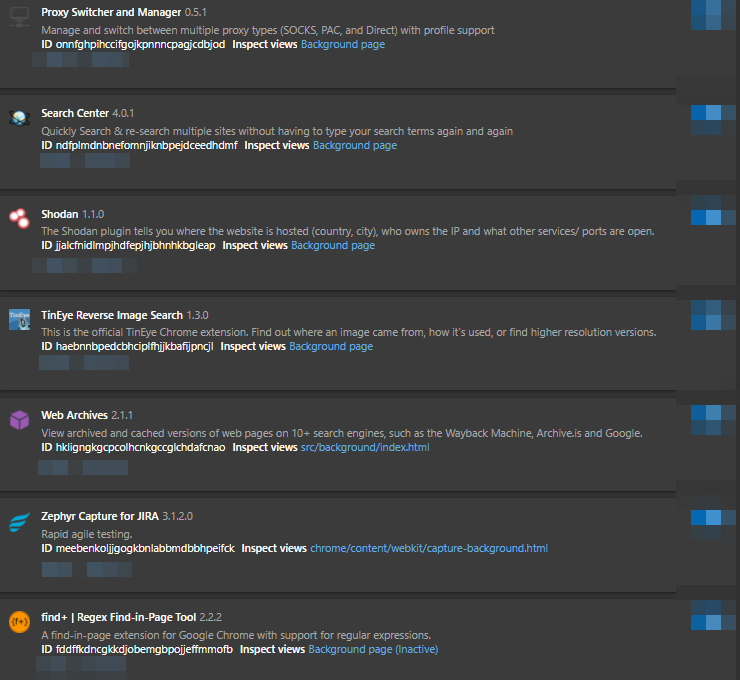 Proxy Switcher and Manager 0.5.1
Manage and switch between multiple proxy types (SOCKS, PAC, and Direct) with profile support
ID onnfghpihccifgojkpnnncpagjcdbjod Inspect views Background page
Search Center 4.0.1
Quickly Search & re-search multiple sites without having to type your search terms again and again
ID ndfplmdnbnefomnjiknbpejdceedhdmf Inspect views Background page
Shodan 1.1.0
The Shodan plugin tells you where the website is hosted (country, city), who owns the IP and what other services/ ports are open.
ID jjalcfnidlmpjhdfepjhjbhnhkbgleap Inspect views Background page
TinEye
TinEye Reverse Image Search 1.3.0
This is the official TinEye Chrome extension. Find out where an image came from, how it's used, or find higher resolution versions.
ID haebnnbpedcbhciplfhjjkbafijpncjl Inspect views Background page
Web Archives 2.1.1
View archived and cached versions of web pages on 10+ search engines, such as the Wayback Machine, Archive.is and Google.
ID hkligngkgcpcolhcnkgccglchdafcnao Inspect views src/background/index.html
Zephyr Capture for JIRA 3.1.2.0
Rapid agile testing.
ID meebenkoljjgogkbnlabbmdbbhpeifck Inspect views chrome/content/webkit/capture-background.html
(f+)
find+ | Regex Find-in-Page Tool 2.2.2
A find-in-page extension for Google Chrome with support for regular expressions.
ID fddffkdncgkkdjobemgbpojjeffmmofb Inspect views Background page (Inactive)